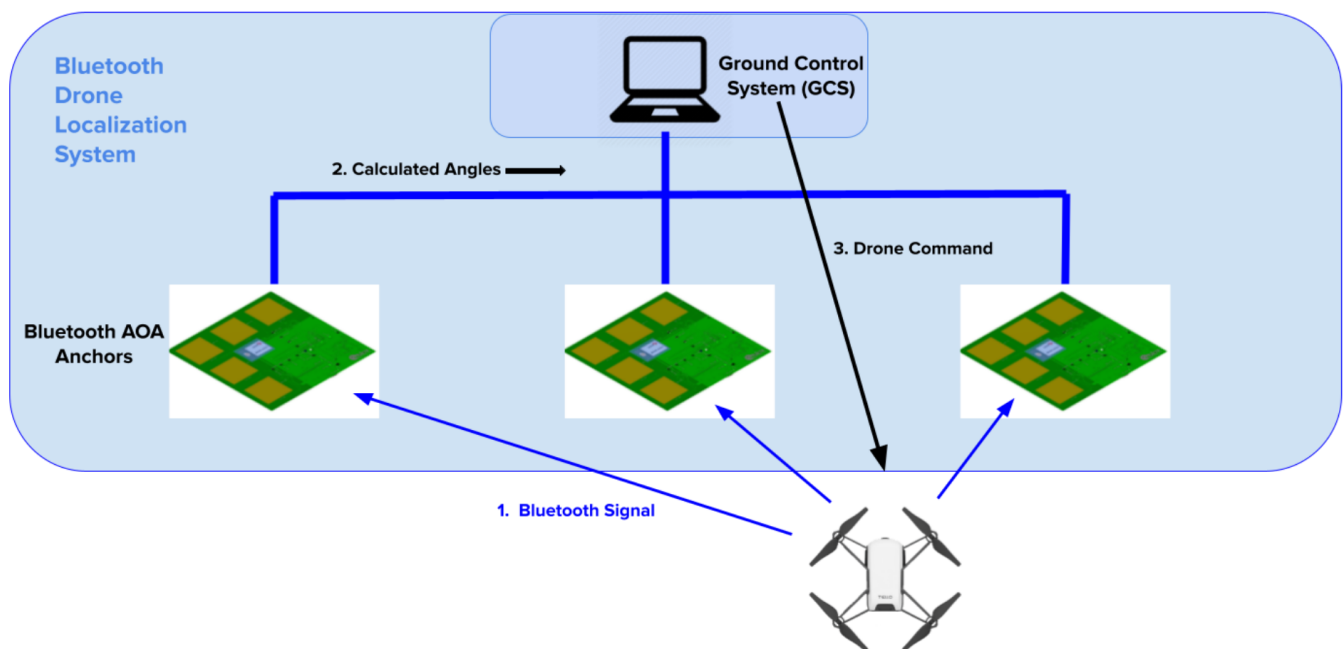 Bluetooth
Drone
Localization
System
Ground Control
System (GCS)
2. Calculated Angles
3. Drone Command
Bluetooth AOA
Anchors
1. Bluetooth Signal